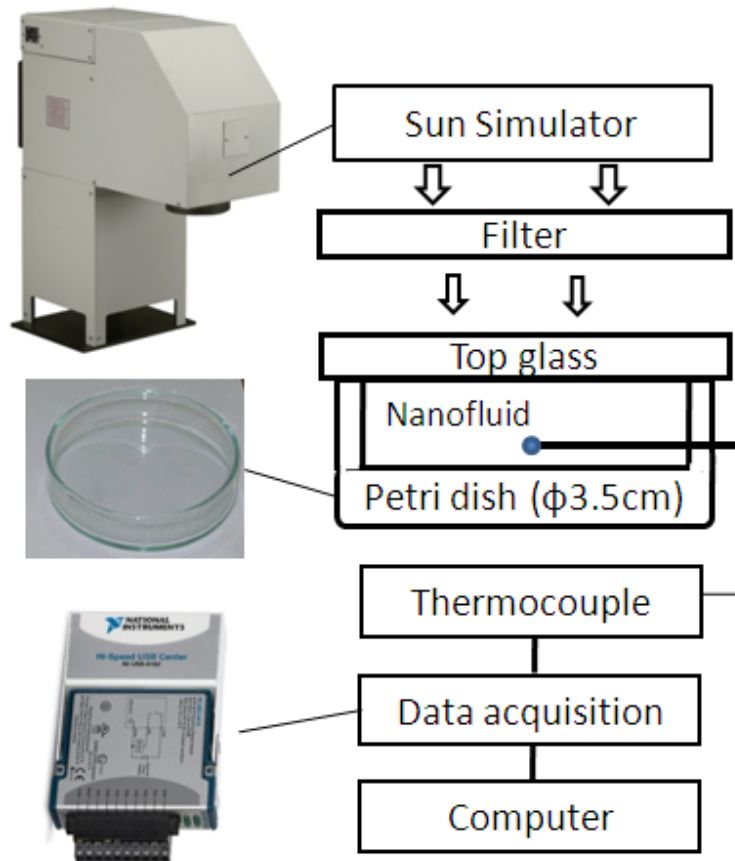 Sun Simulator
Filter
Top glass
Nanofluid
Petri dish (ф3.5cm)
Thermocouple
NATIONAL
INSTRUMENTS
Hi-Speed USB Carrier
Data acquisition
Computer